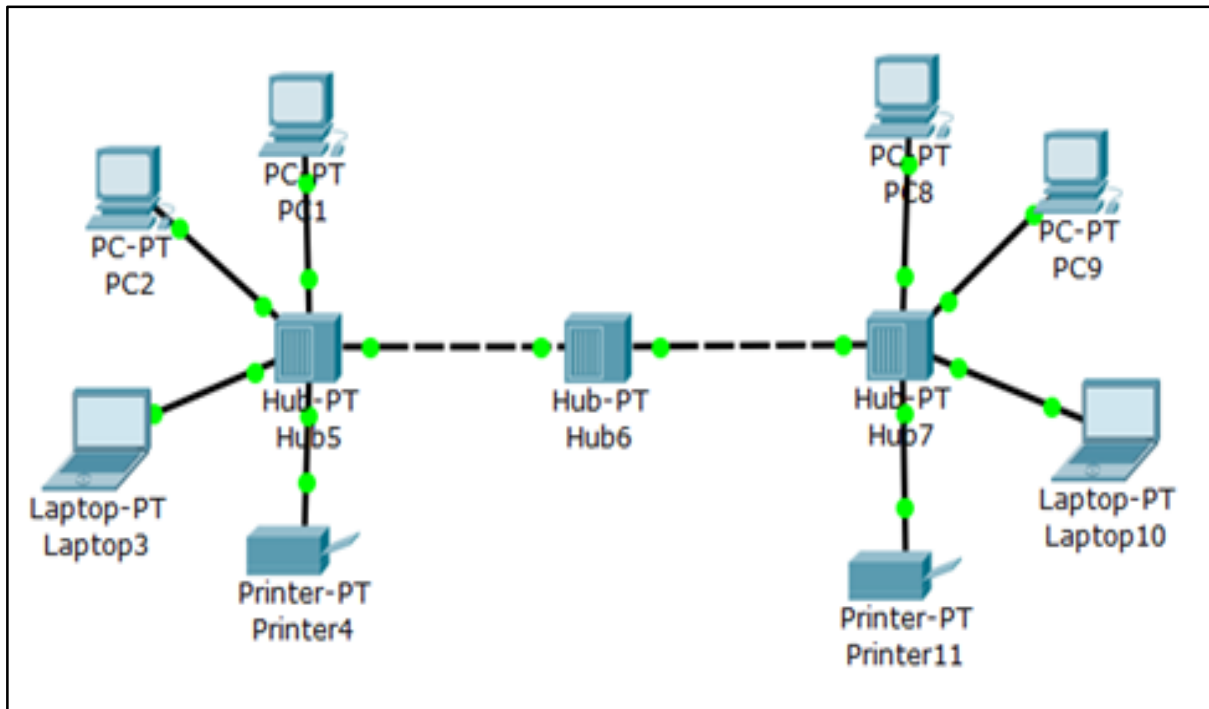 PC-PT
PC1
PC-PT
PC2
Laptop-PT
Laptop3
Printer-PT
Printer4
Hub-PT
Hub5
Hub-PT
Hub6
Hub-PT
Hub7
PC-PT
PC8
PC-PT
PC9
Laptop-PT
Laptop10
Printer-PT
Printer11